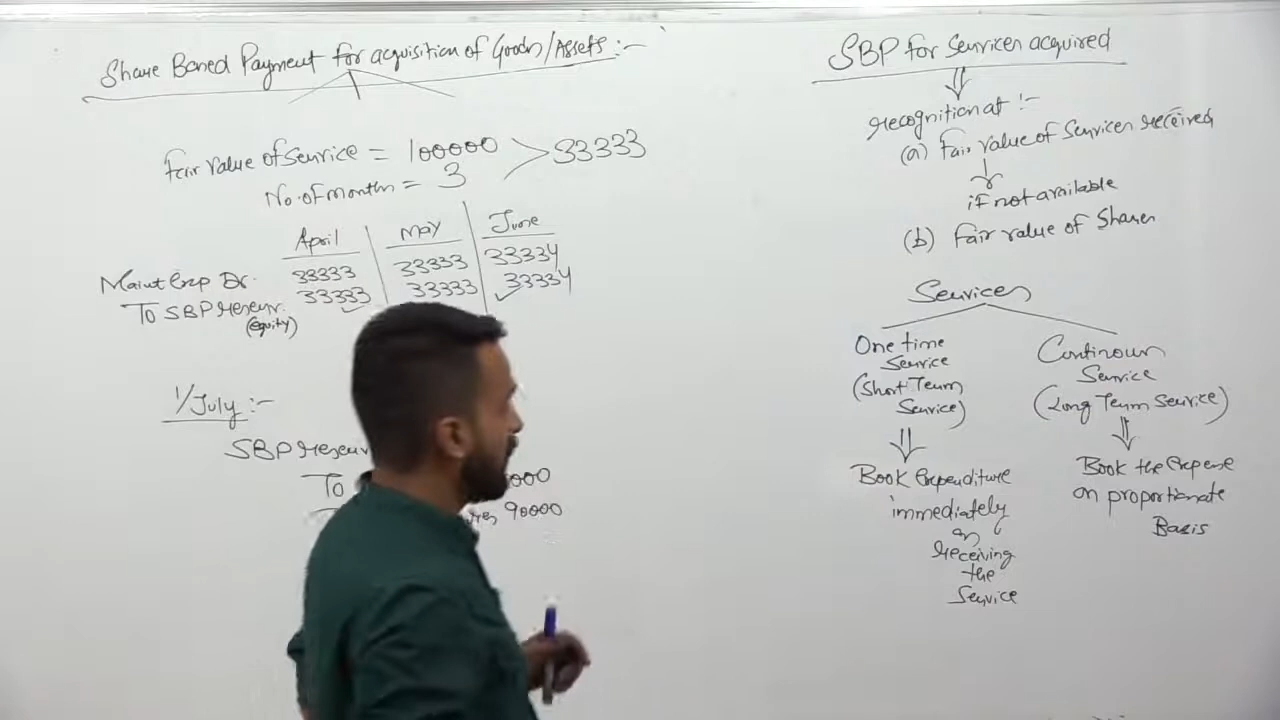 Share Based Payment for acquisition of Goods/Assets :-
Fair value of service = 100000
No. of month = 3
33333
April May June
Maint Exp Dr. 33333 33333 33334
To SBP reserv. 33333 33333 33334
(equity)
1/July :-
SBP reserv
To 000
90000
SBP for Services acquired
recognition at :-
(a) Fair value of Services received
if not available
(b) Fair value of Shares
Services
One time
Service
(Short Term
Service)
Book Expenditure
immediately
on
receiving
the
Service
Continous
Service
(Long Term Service)
Book the Expense
on proportionate
Basis